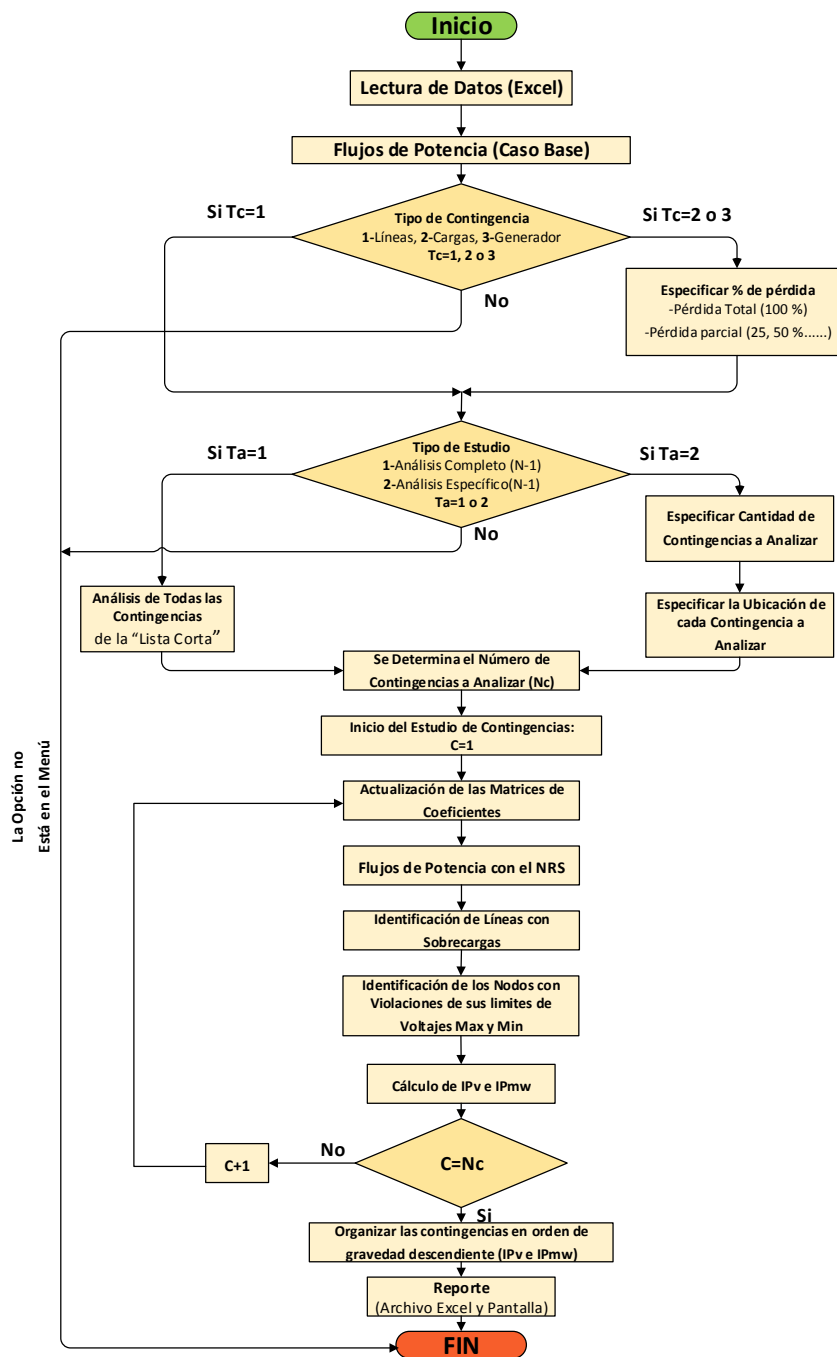 Inicio
Lectura de Datos (Excel)
Flujos de Potencia (Caso Base)
Si Tc=1
Tipo de Contingencia
1-Líneas, 2-Cargas, 3-Generador
Tc=1, 2 o 3
Si Tc=2 o 3
No
Especificar % de pérdida
-Pérdida Total (100 %)
-Pérdida parcial (25, 50 %......)
Si Ta=1
Tipo de Estudio
1-Análisis Completo (N-1)
2-Análisis Específico(N-1)
Ta=1 o 2
Si Ta=2
No
Especificar Cantidad de
Contingencias a Analizar
Análisis de Todas las
Contingencias
de la “Lista Corta”
Especificar la Ubicación de
cada Contingencia a
Analizar
Se Determina el Número de
Contingencias a Analizar (Nc)
Inicio del Estudio de Contingencias:
C=1
La Opción no
Está en el Menú
Actualización de las Matrices de
Coeficientes
Flujos de Potencia con el NRS
Identificación de Líneas con
Sobrecargas
Identificación de los Nodos con
Violaciones de sus limites de
Voltajes Max y Min
Cálculo de IPv e IPmw
No
C+1
C=Nc
Si
Organizar las contingencias en orden de
gravedad descendiente (IPv e IPmw)
Reporte
(Archivo Excel y Pantalla)
FIN